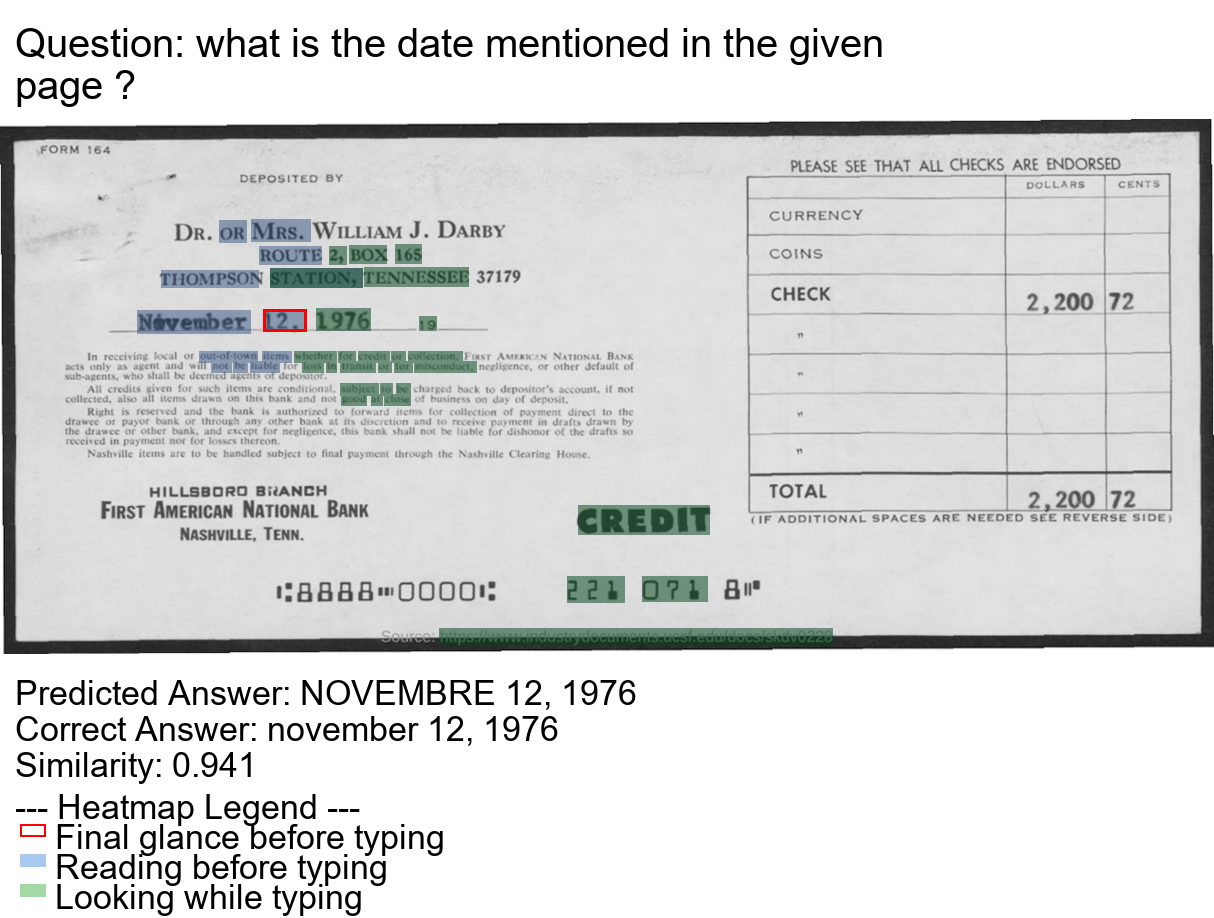 Question: what is the date mentioned in the given
page ?
FORM 164
DEPOSITED BY
DR. OR MRS. WILLIAM J. DARBY
ROUTE 2, BOX 165
THOMPSON STATION, TENNESSEE 37179
November 12, 1976 19
In receiving local or out-of-town items whether for credit or collection, FIRST AMERICAN NATIONAL BANK
acts only as agent and will not be liable for loss in transit or for misconduct, negligence, or other default of
sub-agents, who shall be deemed agents of depositor.
All credits given for such items are conditional, subject to be charged back to depositor's account, if not
collected, also all items drawn on this bank and not good at close of business on day of deposit.
Right is reserved and the bank is authorized to forward items for collection of payment direct to the
drawee or payor bank or through any other bank at its discretion and to receive payment in drafts drawn by
the drawee or other bank, and except for negligence, this bank shall not be liable for dishonor of the drafts so
received in payment nor for losses thereon.
Nashville items are to be handled subject to final payment through the Nashville Clearing House.
HILLSBORO BRANCH
FIRST AMERICAN NATIONAL BANK
NASHVILLE, TENN.
CREDIT
⑆8888⑉0000⑆ 221 071 8⑈
PLEASE SEE THAT ALL CHECKS ARE ENDORSED
DOLLARS CENTS
CURRENCY
COINS
CHECK 2,200 72
"
"
"
"
TOTAL 2,200 72
(IF ADDITIONAL SPACES ARE NEEDED SEE REVERSE SIDE)
Source: https://www.industrydocuments.ucsf.edu/docs/skdv0228
Predicted Answer: NOVEMBRE 12, 1976
Correct Answer: november 12, 1976
Similarity: 0.941
--- Heatmap Legend ---
Final glance before typing
Reading before typing
Looking while typing